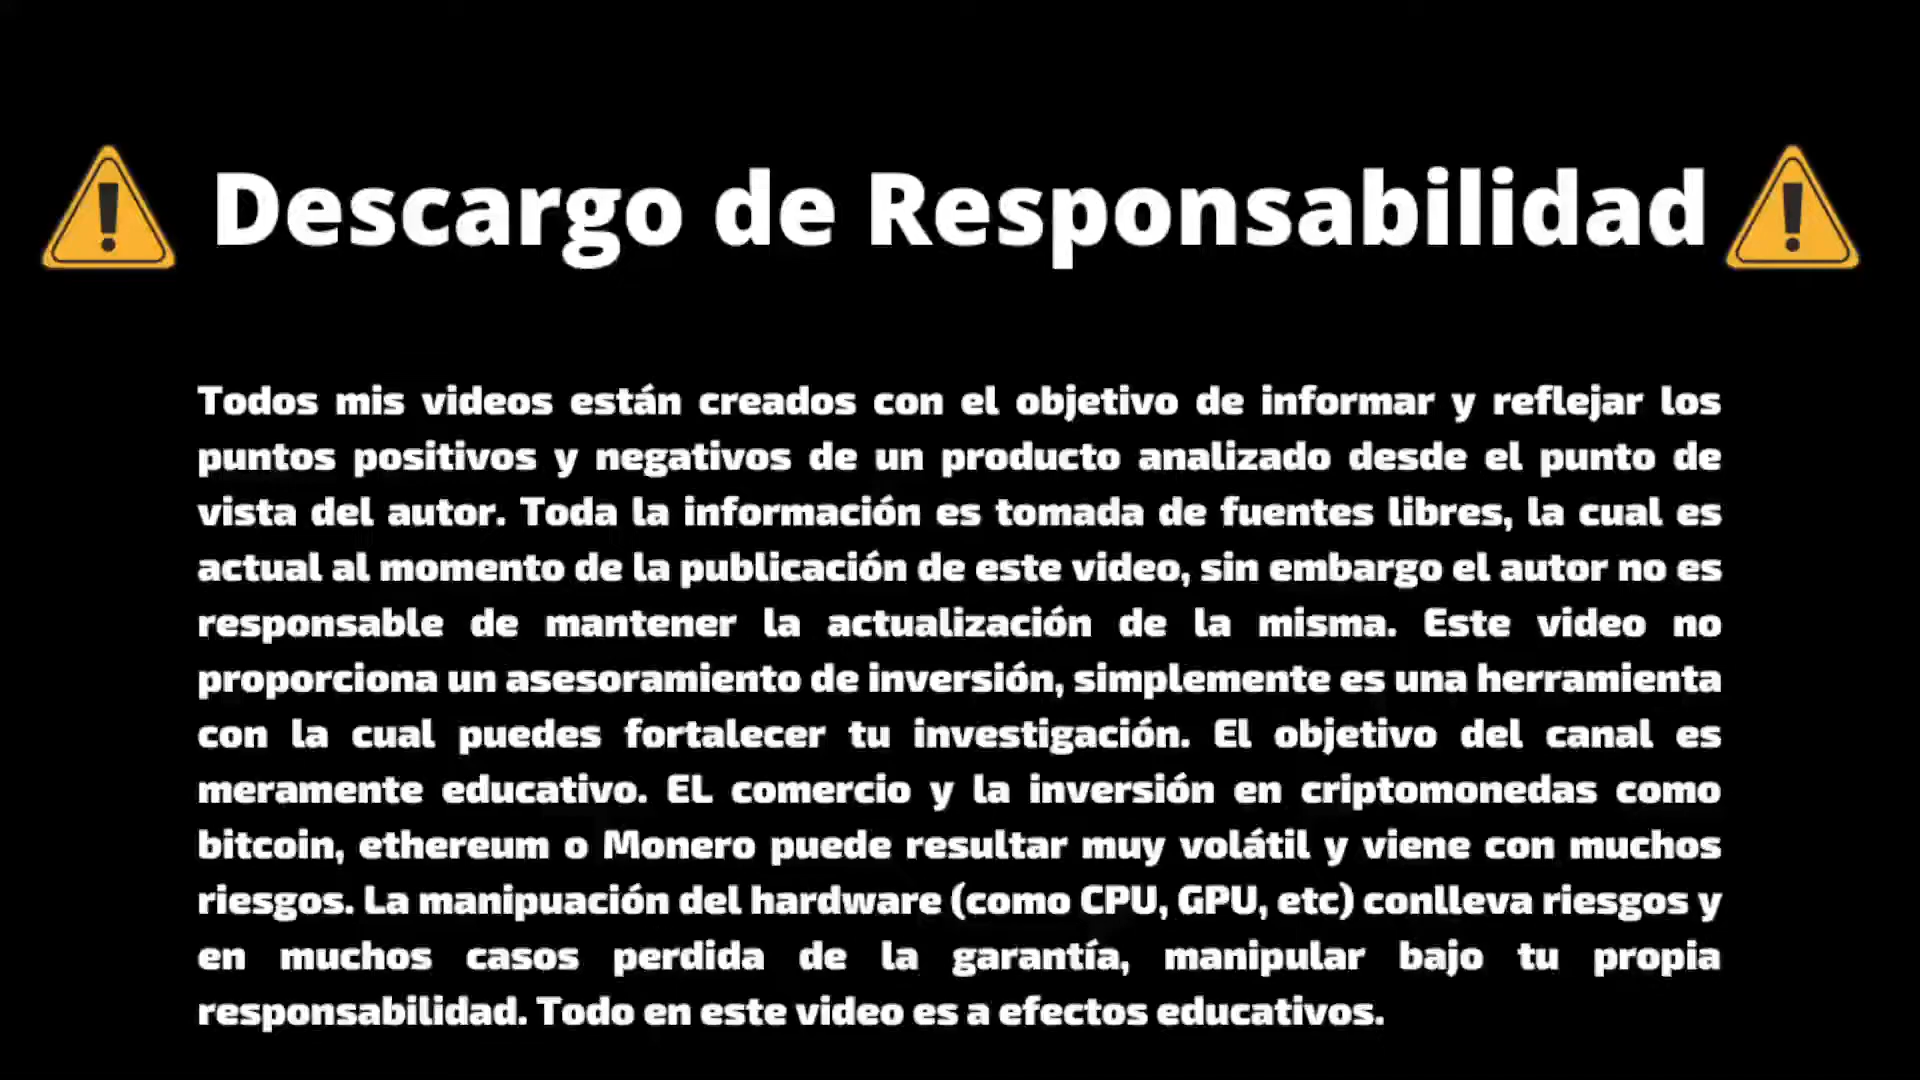 Descargo de Responsabilidad
Todos mis videos están creados con el objetivo de informar y reflejar los
puntos positivos y negativos de un producto analizado desde el punto de
vista del autor. Toda la información es tomada de fuentes libres, la cual es
actual al momento de la publicación de este video, sin embargo el autor no es
responsable de mantener la actualización de la misma. Este video no
proporciona un asesoramiento de inversión, simplemente es una herramienta
con la cual puedes fortalecer tu investigación. El objetivo del canal es
meramente educativo. EL comercio y la inversión en criptomonedas como
bitcoin, ethereum o Monero puede resultar muy volátil y viene con muchos
riesgos. La manipuación del hardware (como CPU, GPU, etc) conlleva riesgos y
en muchos casos perdida de la garantía, manipular bajo tu propia
responsabilidad. Todo en este video es a efectos educativos.